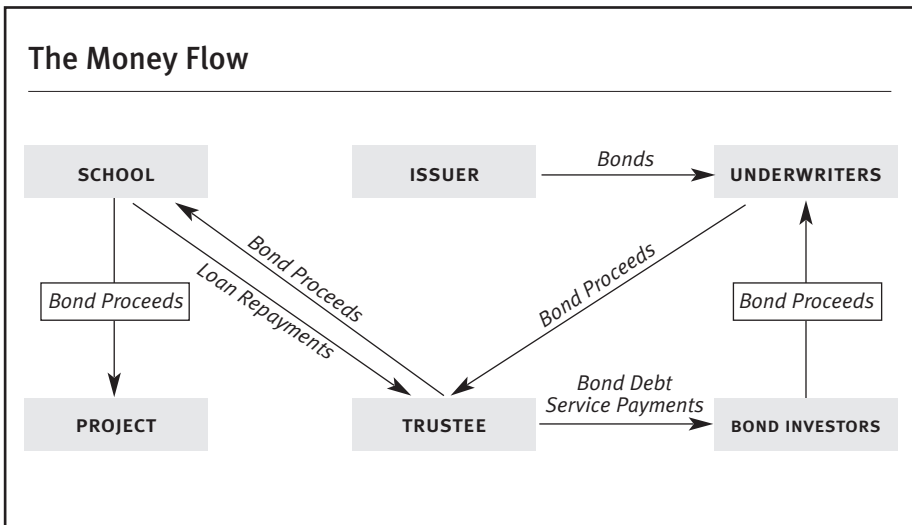 The Money Flow
SCHOOL
ISSUER
Bonds
UNDERWRITERS
Bond Proceeds
Loan Repayments
Bond Proceeds
Bond Proceeds
Bond Proceeds
Bond Debt
Service Payments
PROJECT
TRUSTEE
BOND INVESTORS